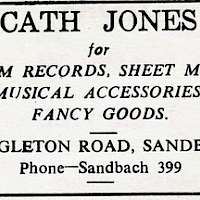 CATH JONES
for
M RECORDS, SHEET M
MUSICAL ACCESSORIES
FANCY GOODS.
GLETON ROAD, SANDE
Phone—Sandbach 399